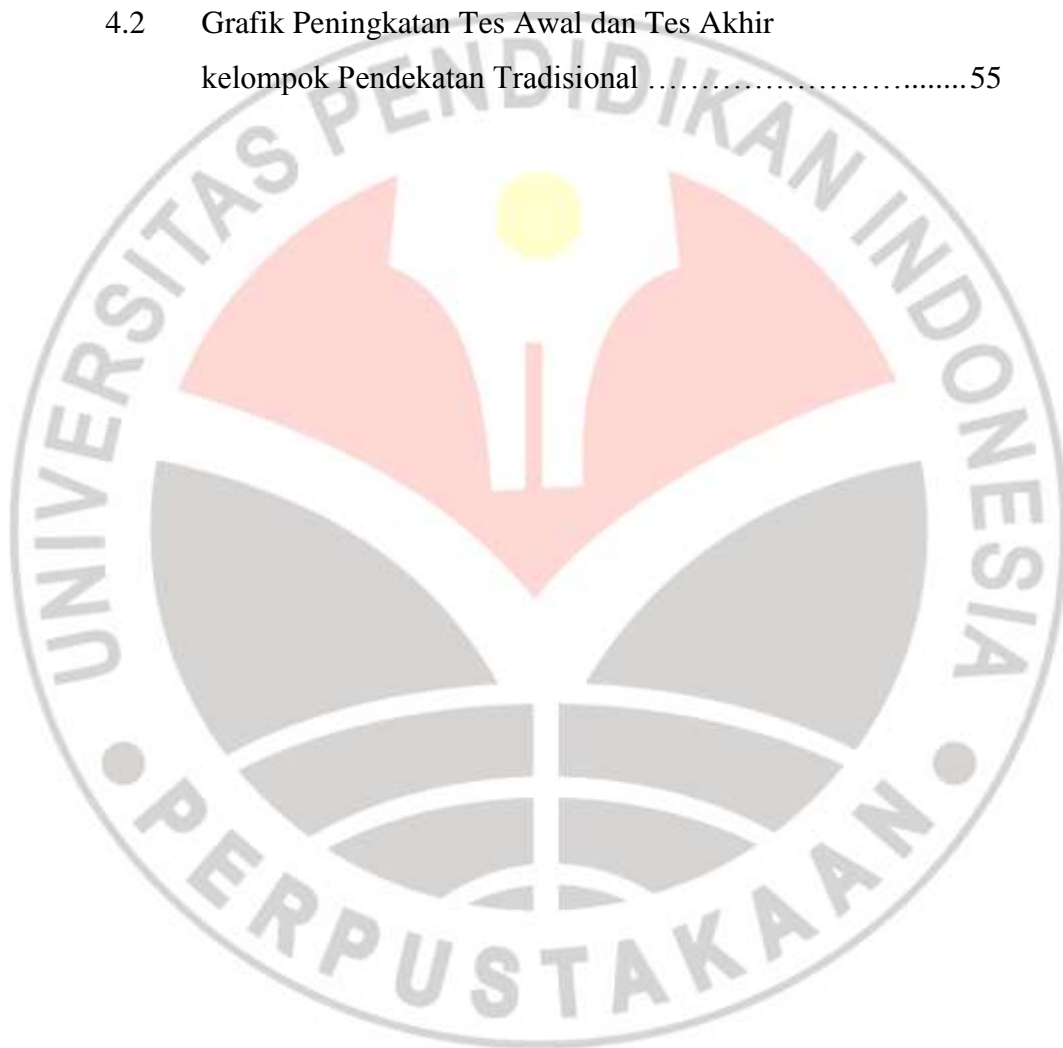 4.2 Grafik Peningkatan Tes Awal dan Tes Akhir
kelompok Pendekatan Tradisional ……………………........55
UNIVERSITAS PENDIDIKAN INDONESIA
PERPUSTAKAAN